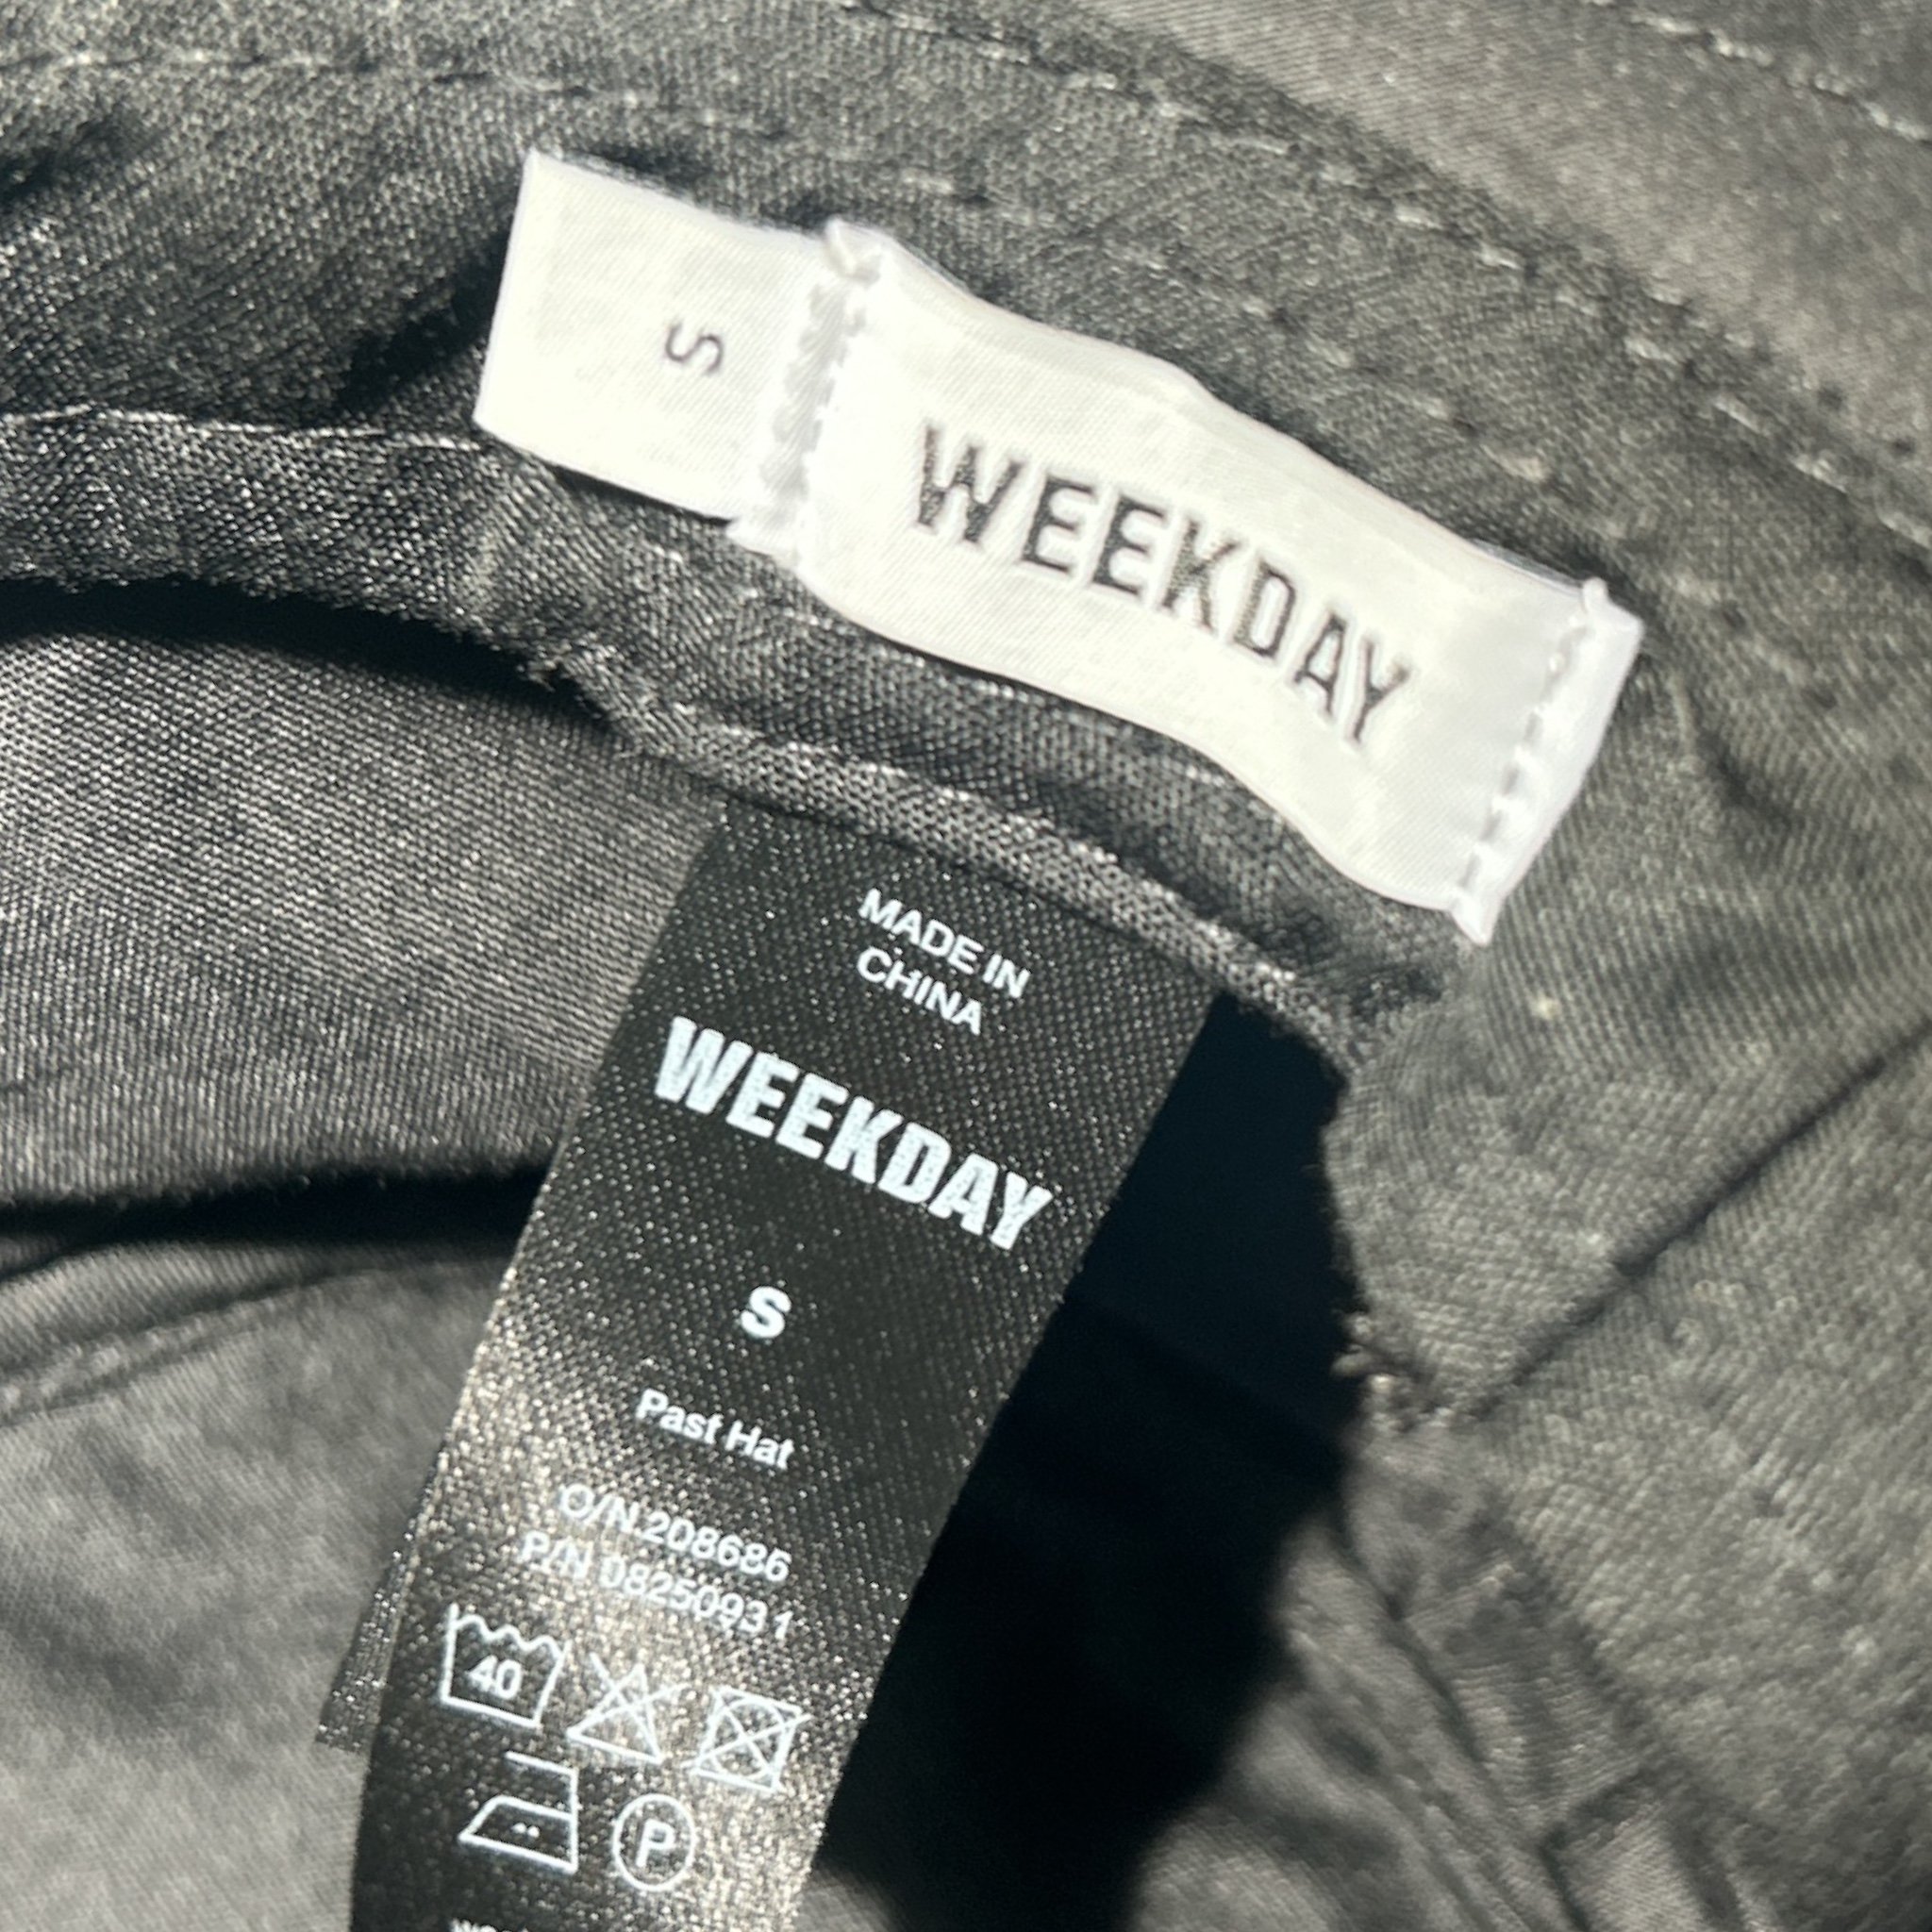 S
WEEKDAY
MADE IN
CHINA
WEEKDAY
S
Past Hat
O/N.208686
P/N 08250931
40
P